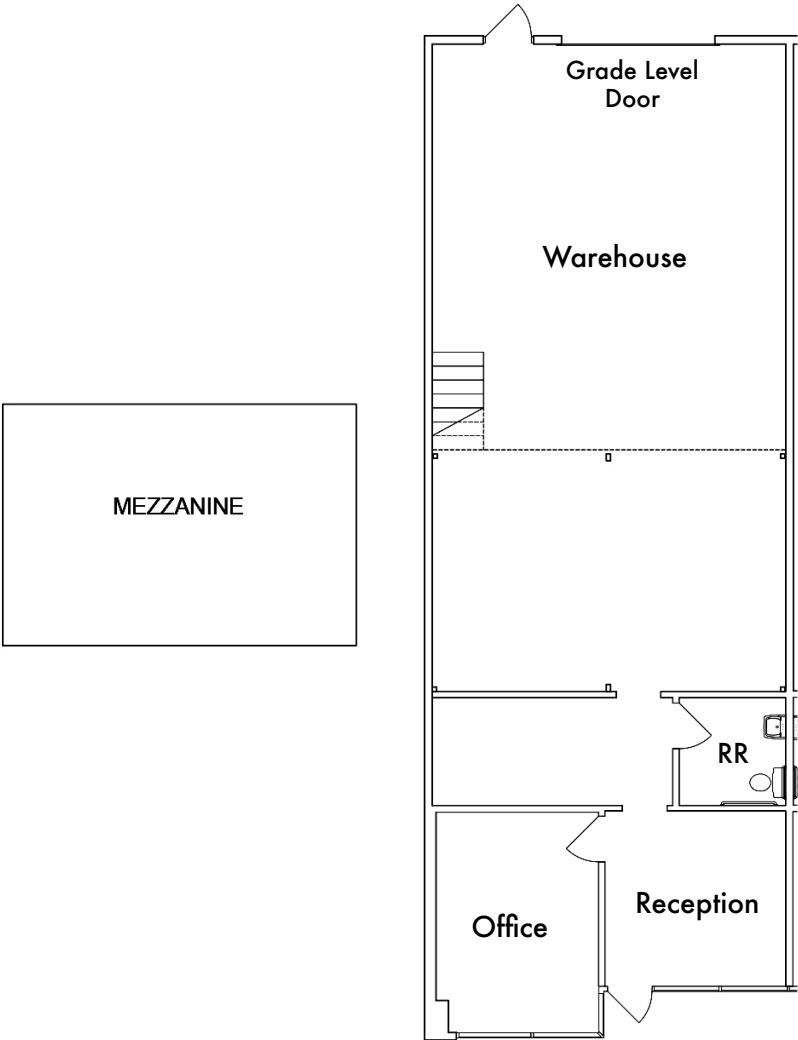 Grade Level
Door
Warehouse
MEZZANINE
RR
Reception
Office